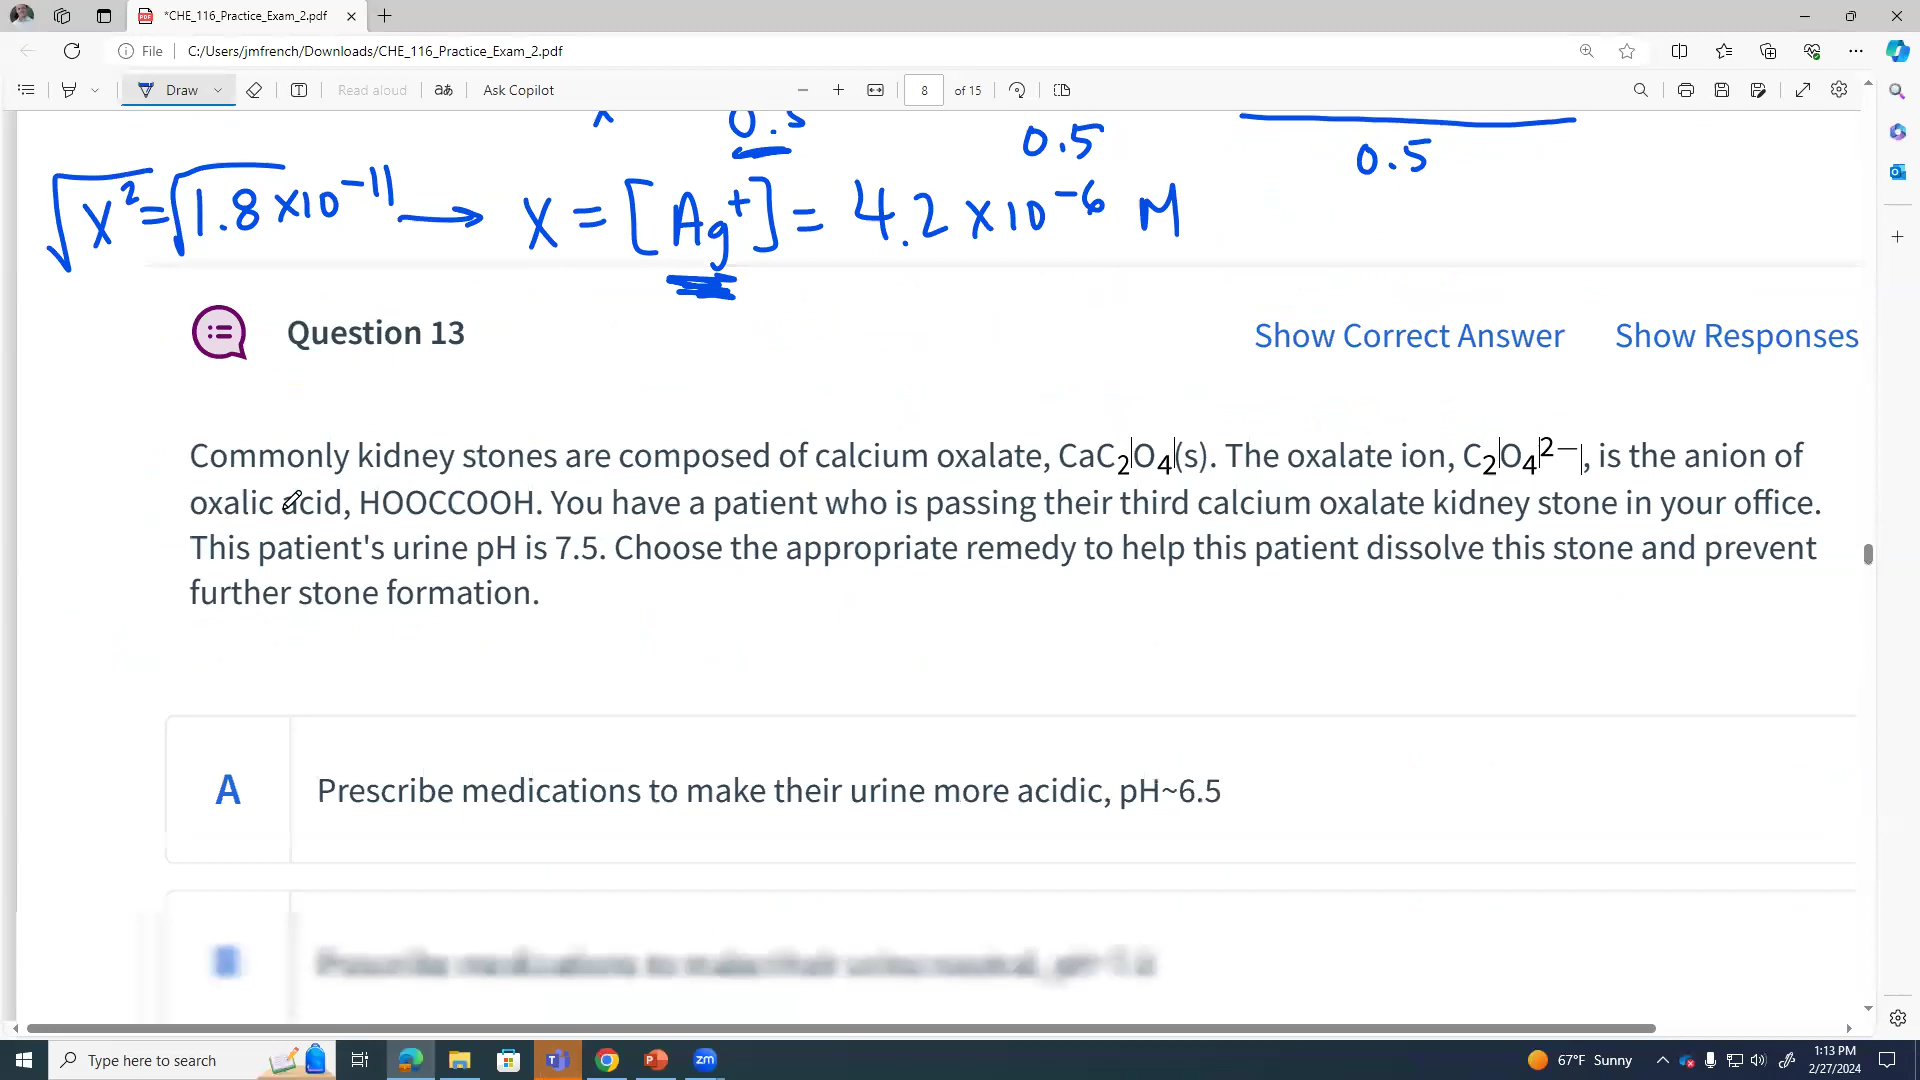 *CHE_116_Practice_Exam_2.pdf
File C:/Users/jmfrench/Downloads/CHE_116_Practice_Exam_2.pdf
Draw Read aloud aあ Ask Copilot 8 of 15
x 0.5 0.5 0.5
√x² = √1.8 x10⁻¹¹ → x = [Ag⁺] = 4.2 x10⁻⁶ M
Question 13 Show Correct Answer Show Responses
Commonly kidney stones are composed of calcium oxalate, CaC₂O₄(s). The oxalate ion, C₂O₄²⁻, is the anion of
oxalic acid, HOOCCOOH. You have a patient who is passing their third calcium oxalate kidney stone in your office.
This patient's urine pH is 7.5. Choose the appropriate remedy to help this patient dissolve this stone and prevent
further stone formation.
A Prescribe medications to make their urine more acidic, pH~6.5
Type here to search
67°F Sunny
1:13 PM
2/27/2024